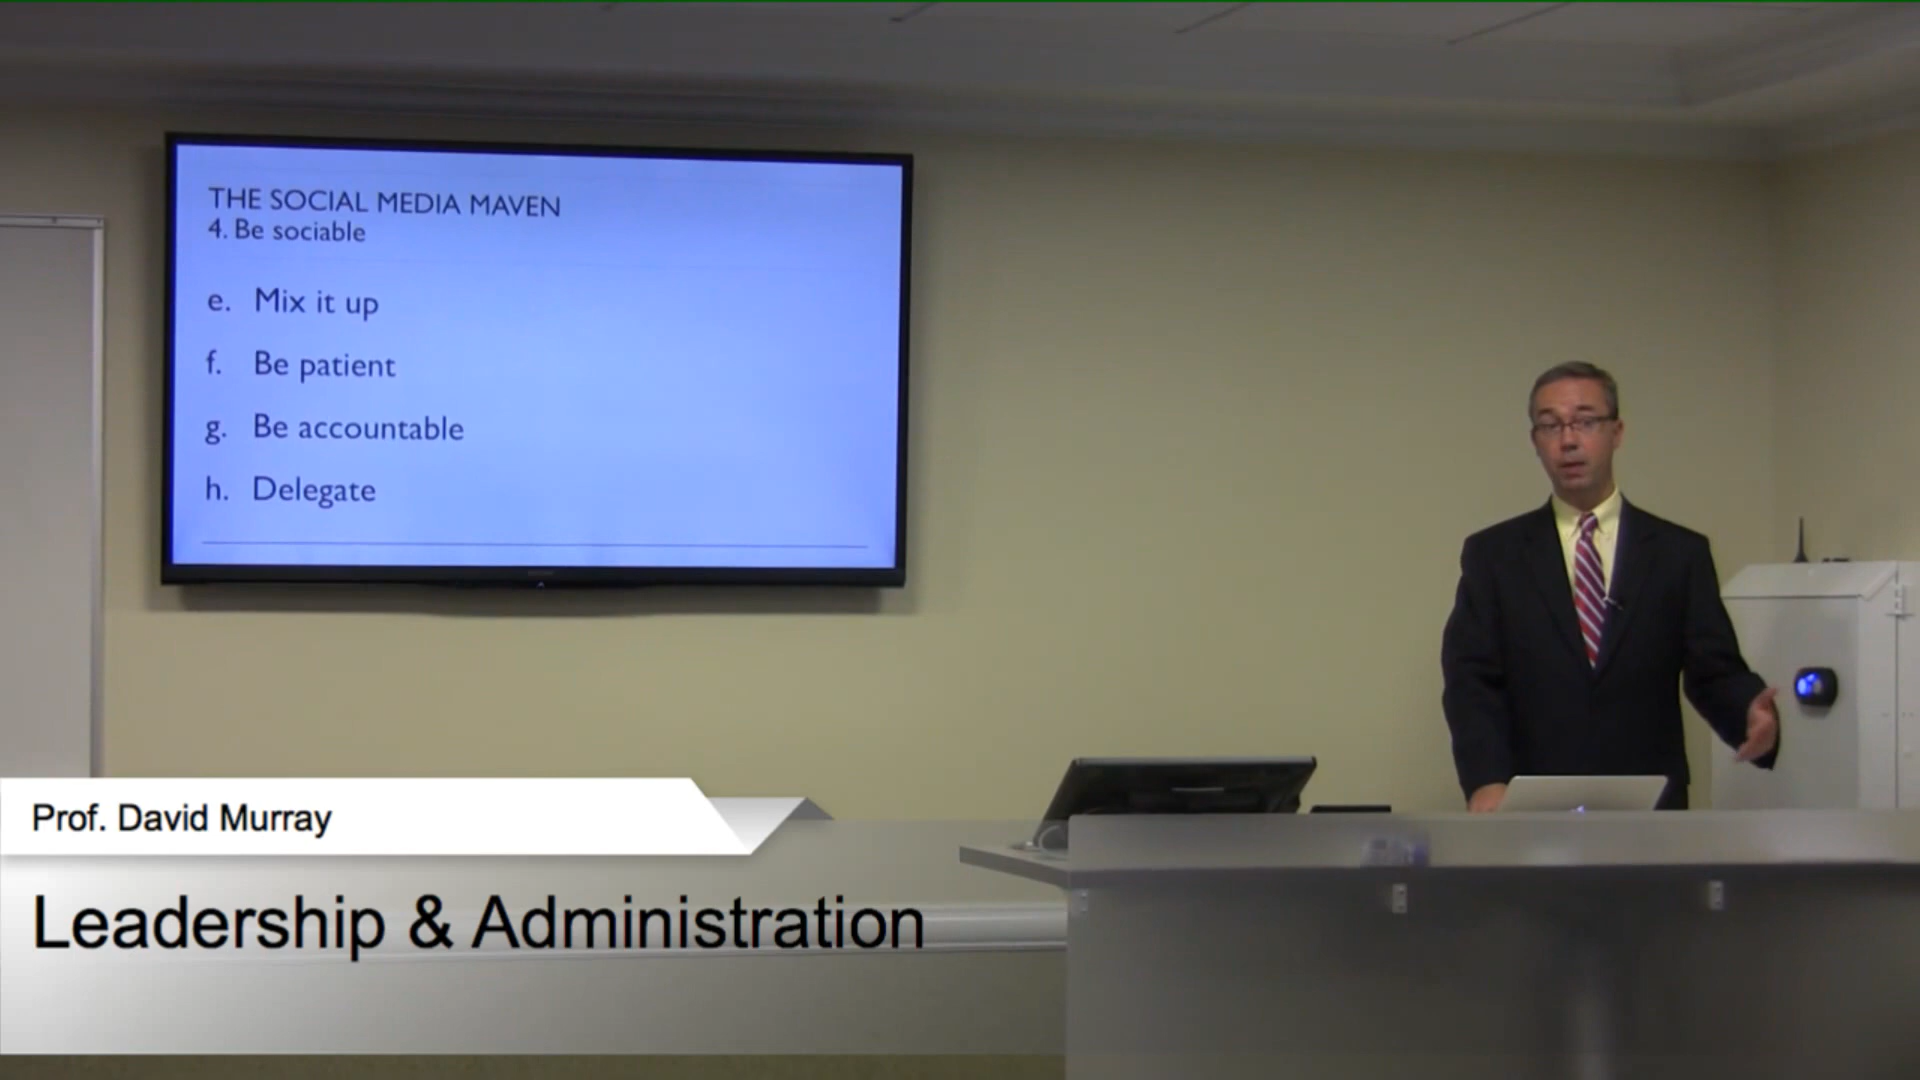 THE SOCIAL MEDIA MAVEN
4. Be sociable
e. Mix it up
f. Be patient
g. Be accountable
h. Delegate
Prof. David Murray
Leadership & Administration